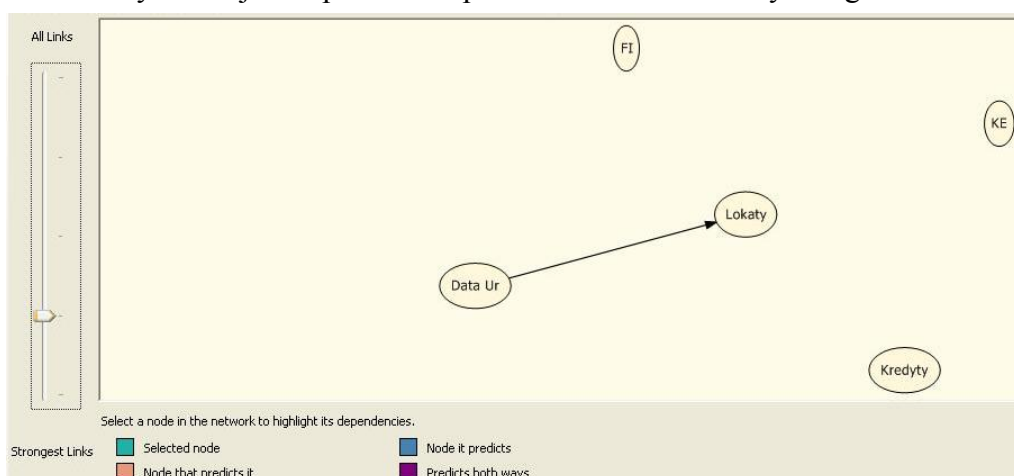 All Links
FI
KE
Lokaty
Data Ur
Kredyty
Select a node in the network to highlight its dependencies.
Strongest Links
Selected node
Node it predicts
Node that predicts it
Predicts both ways